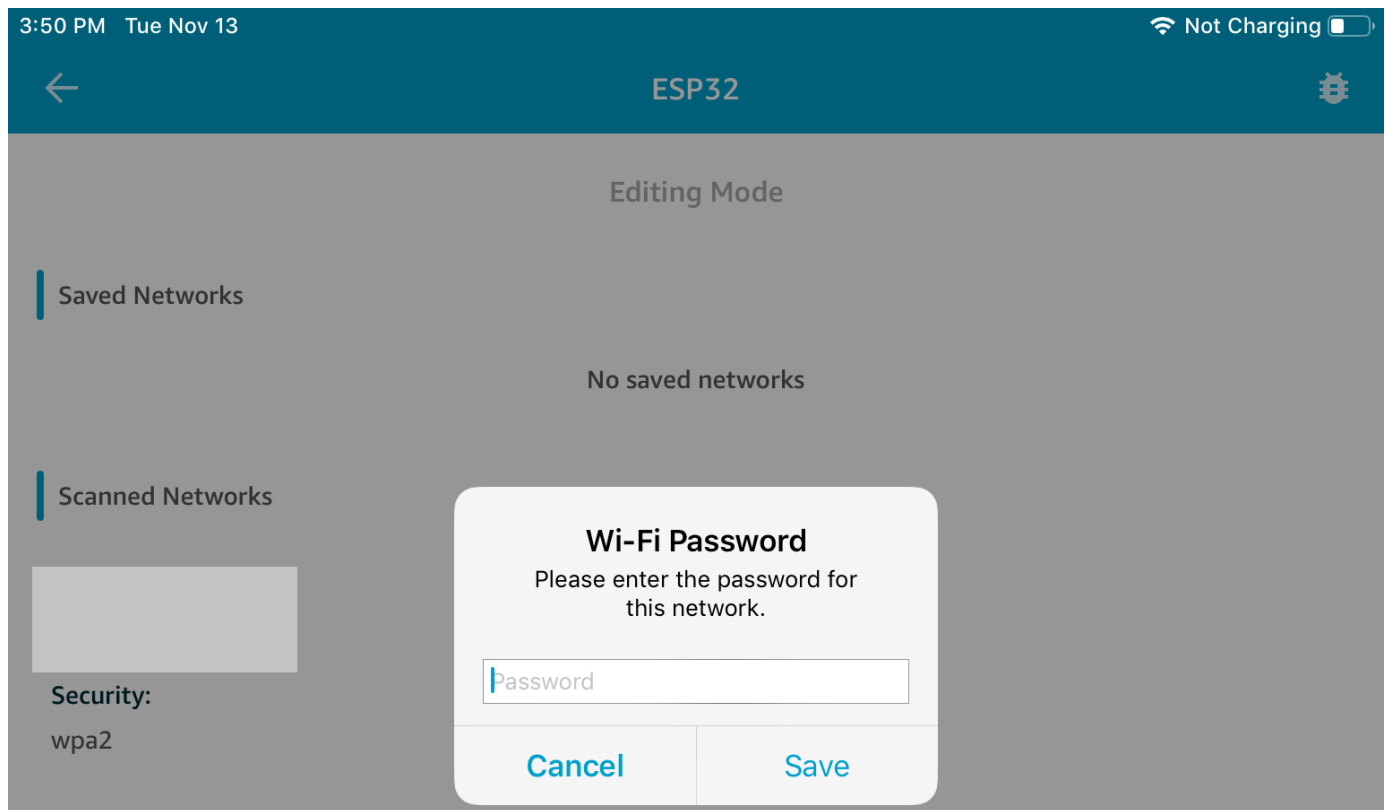 3:50 PM Tue Nov 13
Not Charging
ESP32
Editing Mode
Saved Networks
No saved networks
Scanned Networks
Wi-Fi Password
Please enter the password for
this network.
Password
Security:
wpa2
Cancel
Save